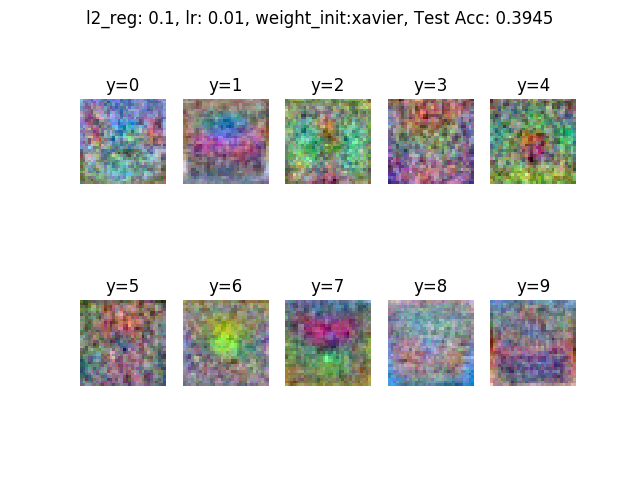 l2_reg: 0.1, lr: 0.01, weight_init:xavier, Test Acc: 0.3945
y=0 y=1 y=2 y=3 y=4
y=5 y=6 y=7 y=8 y=9